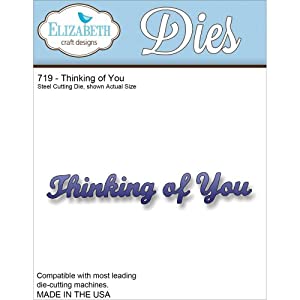 ELIZABETH
craft designs
Dies
719 - Thinking of You
Steel Cutting Die, shown Actual Size
Thinking of You
Compatible with most leading
die-cutting machines.
MADE IN THE USA